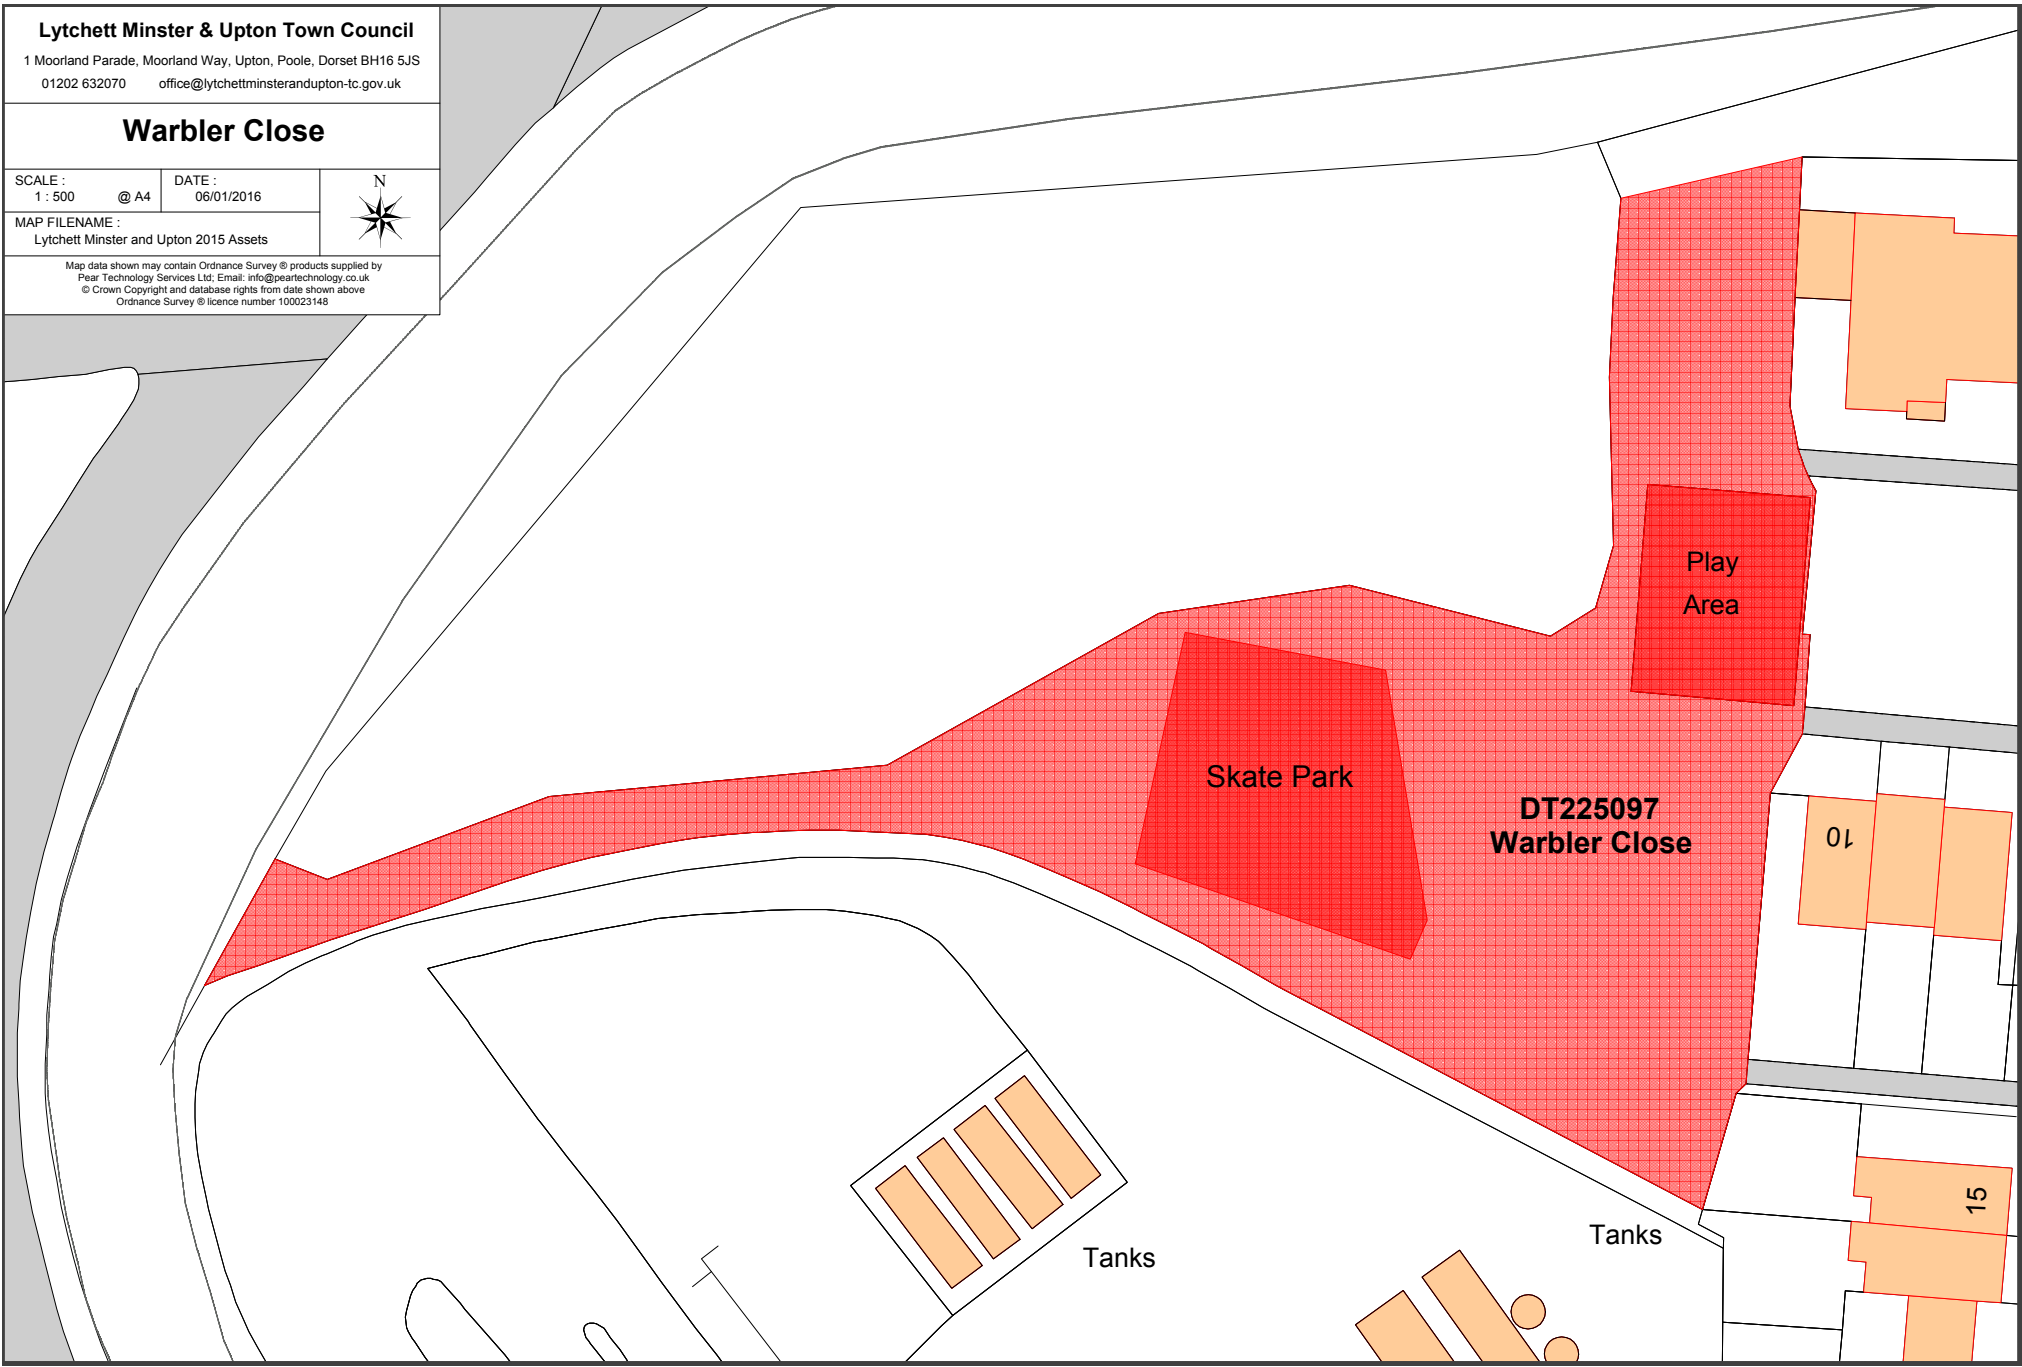 Lytchett Minster & Upton Town Council
1 Moorland Parade, Moorland Way, Upton, Poole, Dorset BH16 5JS
01202 632070 office@lytchettminsterandupton-tc.gov.uk
Warbler Close
SCALE :
1 : 500 @ A4
DATE :
06/01/2016
N
MAP FILENAME :
Lytchett Minster and Upton 2015 Assets
Map data shown may contain Ordnance Survey ® products supplied by
Pear Technology Services Ltd; Email: info@peartechnology.co.uk
© Crown Copyright and database rights from date shown above
Ordnance Survey ® licence number 100023148
Play
Area
Skate Park
DT225097
Warbler Close
10
15
Tanks
Tanks